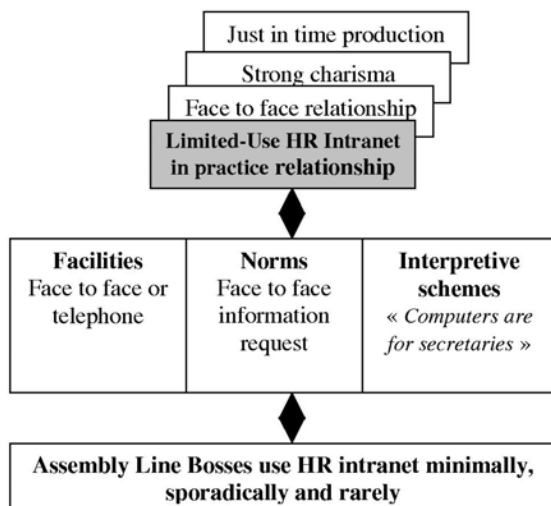 Just in time production
Strong charisma
Face to face relationship
Limited-Use HR Intranet
in practice relationship
Facilities
Face to face or
telephone
Norms
Face to face
information
request
Interpretive
schemes
« Computers are
for secretaries »
Assembly Line Bosses use HR intranet minimally,
sporadically and rarely